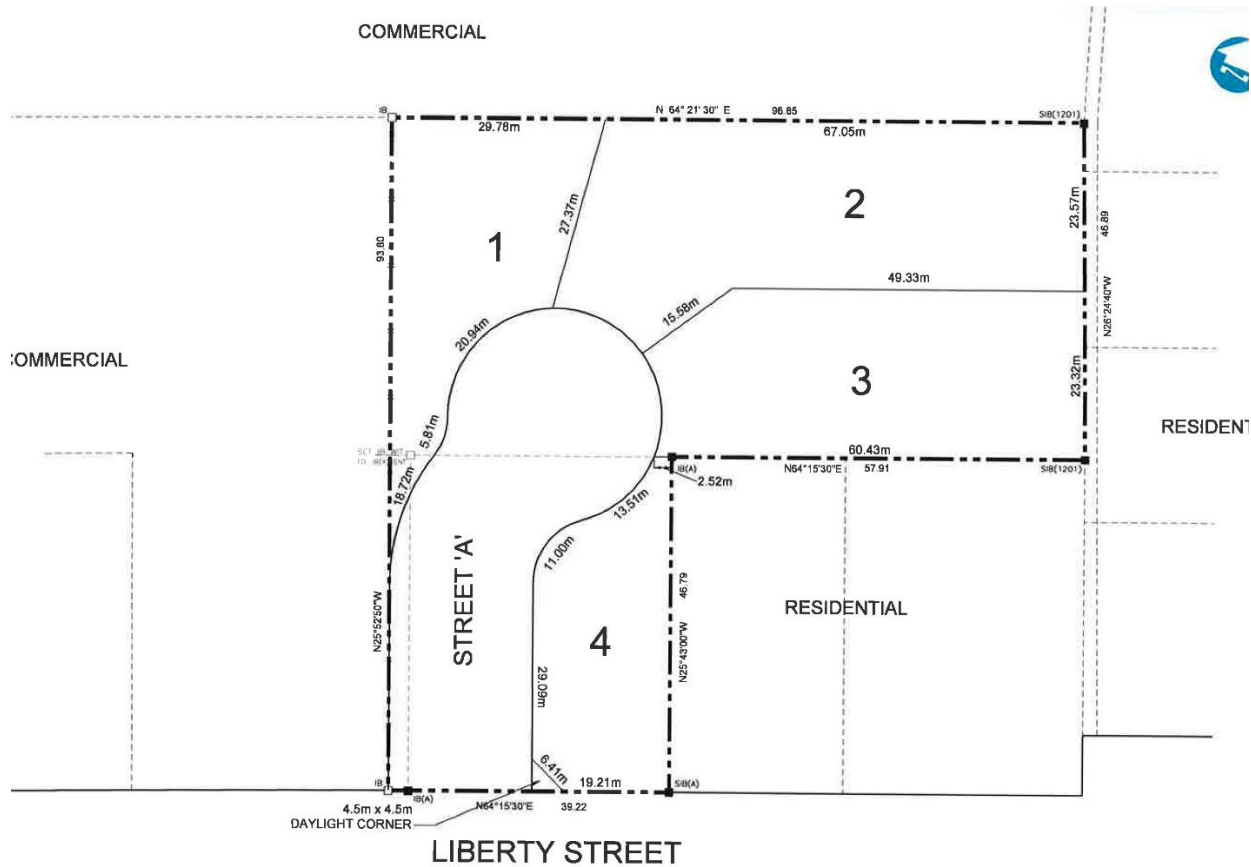 COMMERCIAL
IB
N 64° 21' 30" E 96.85
SIB(1201)
29.78m
67.05m
27.37m
2
23.57m
46.89
1
93.80
49.33m
N26°24'40"W
15.58m
20.94m
COMMERCIAL
3
23.32m
RESIDENT
5.81m
60.43m
IB(A)
N64°15'30"E 57.91
SIB(1201)
2.52m
18.72m
13.51m
11.00m
STREET 'A'
46.79
N25°52'50"W
RESIDENTIAL
4
N25°43'00"W
29.09m
6.41m
19.21m
IB
IB(A)
SIB(A)
N64°15'30"E 39.22
4.5m x 4.5m
DAYLIGHT CORNER
LIBERTY STREET